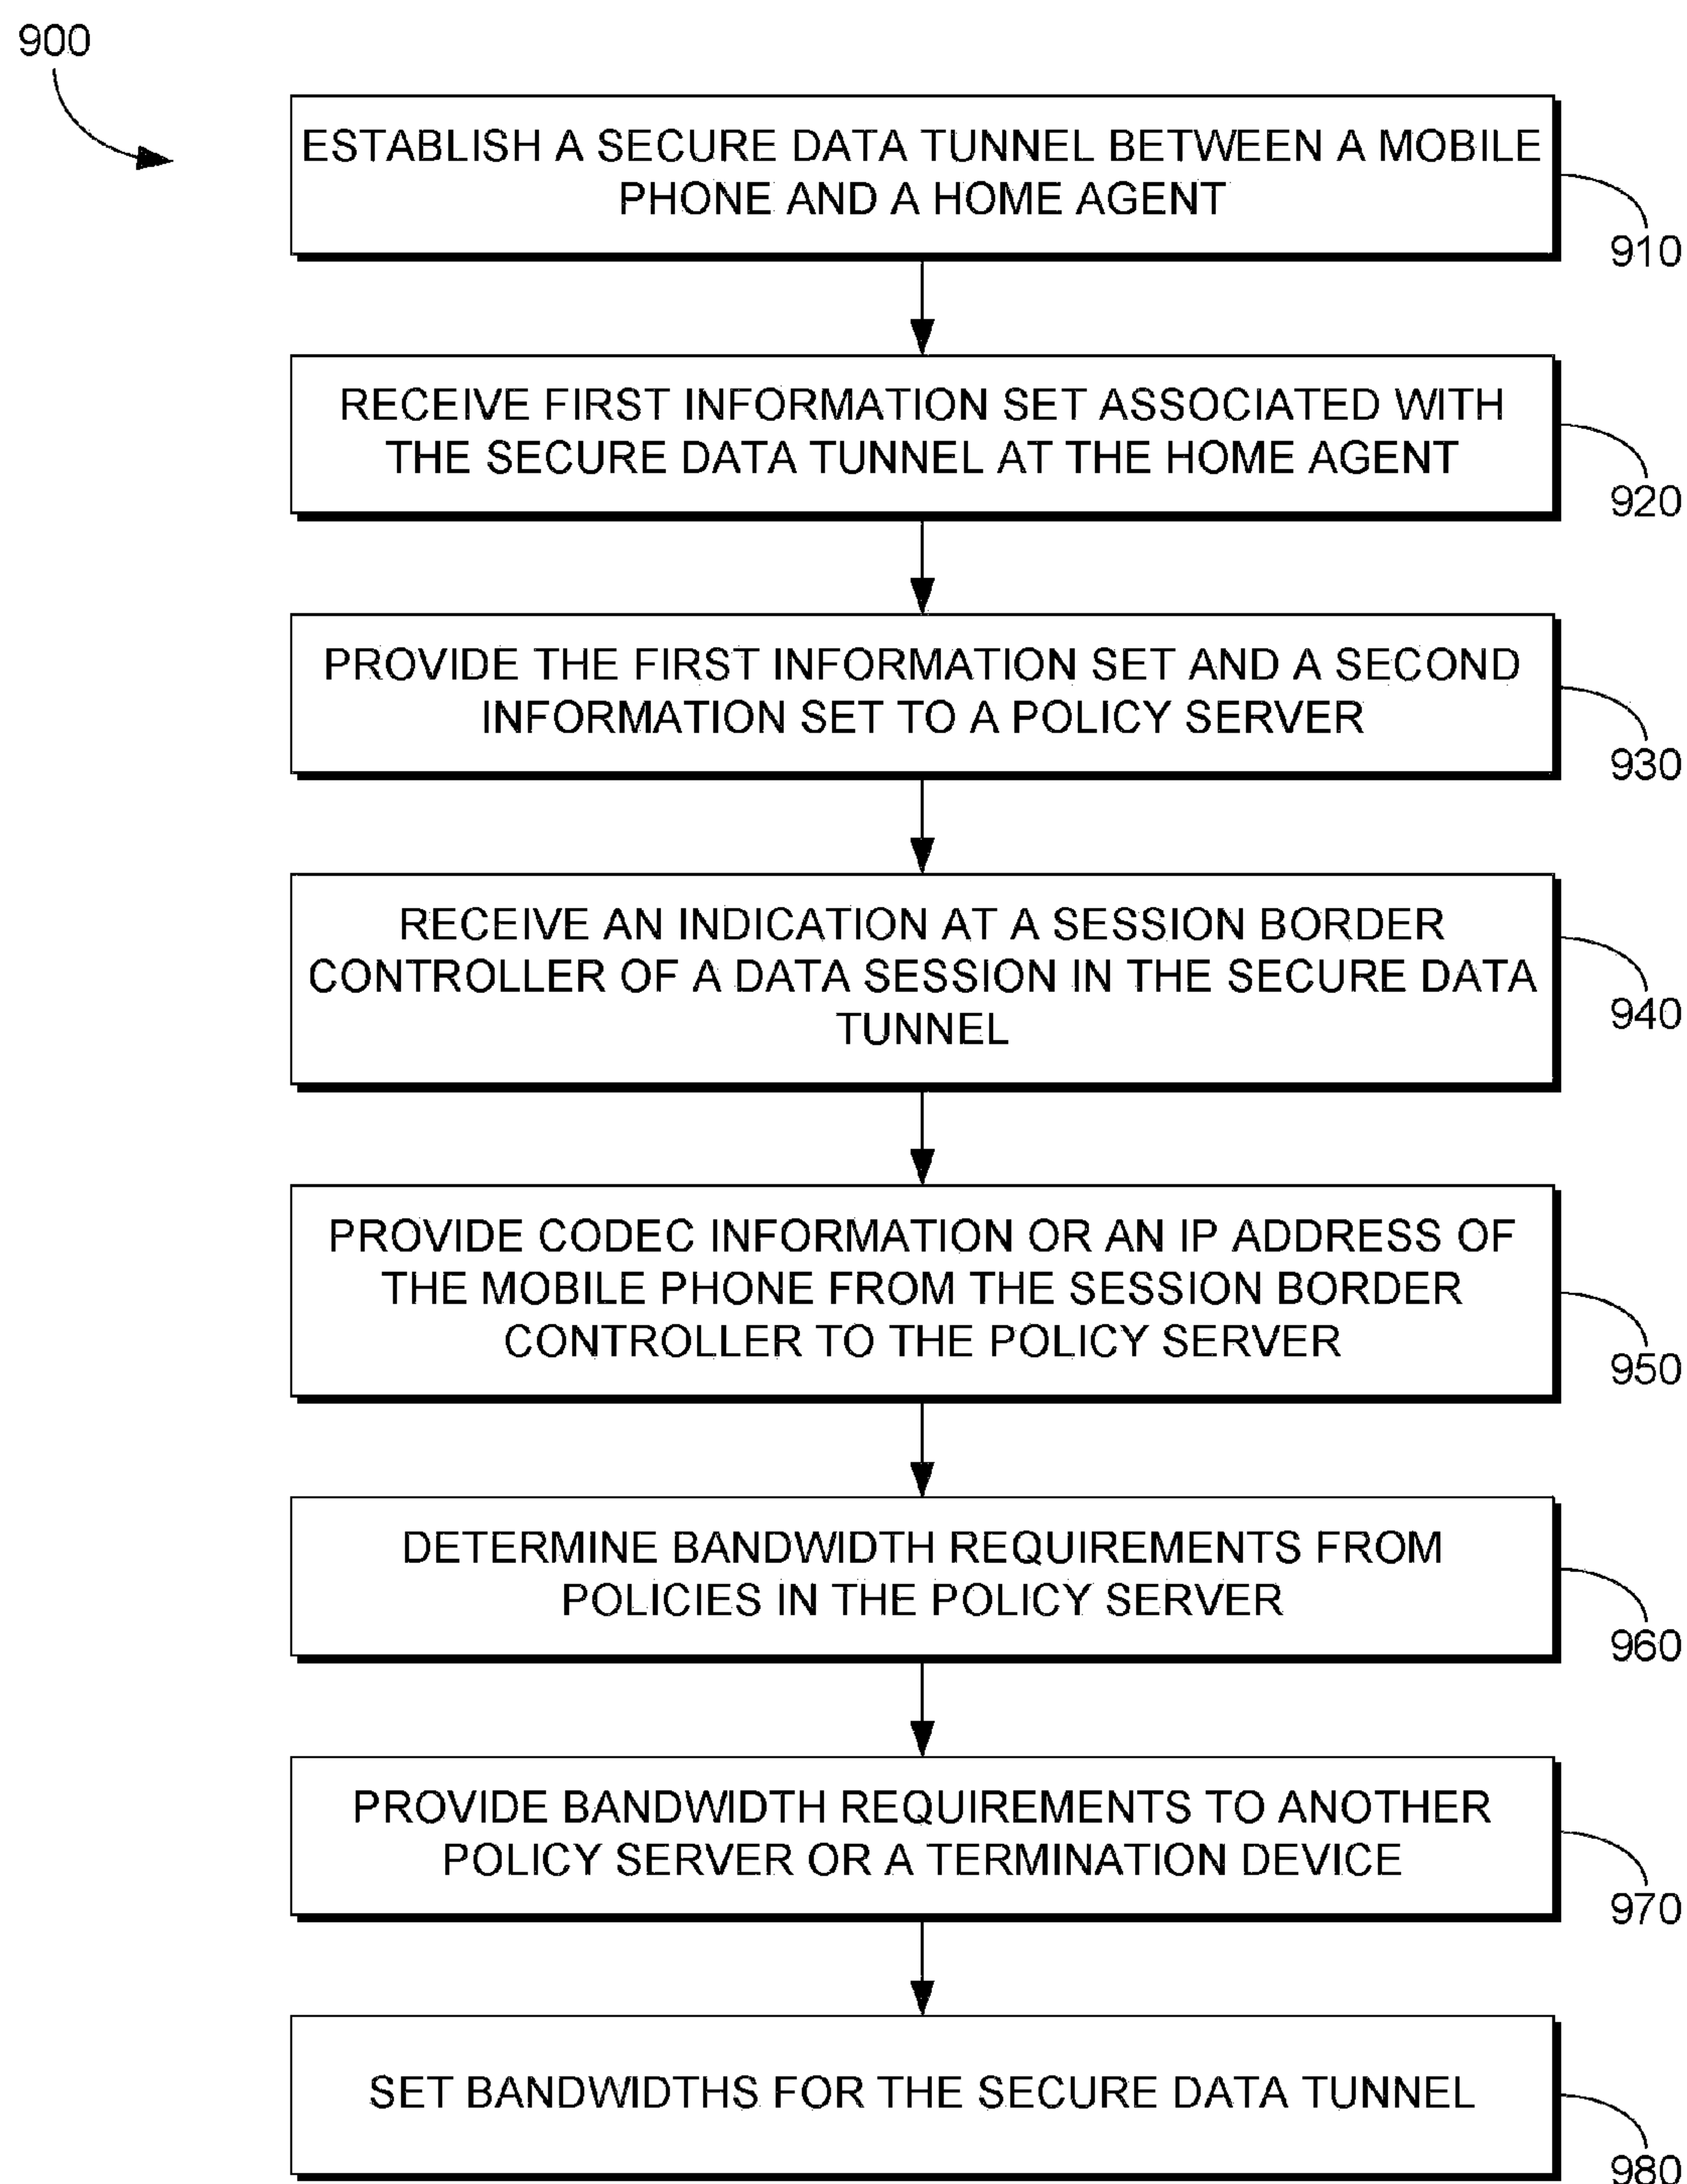 900
ESTABLISH A SECURE DATA TUNNEL BETWEEN A MOBILE
PHONE AND A HOME AGENT
910
RECEIVE FIRST INFORMATION SET ASSOCIATED WITH
THE SECURE DATA TUNNEL AT THE HOME AGENT
920
PROVIDE THE FIRST INFORMATION SET AND A SECOND
INFORMATION SET TO A POLICY SERVER
930
RECEIVE AN INDICATION AT A SESSION BORDER
CONTROLLER OF A DATA SESSION IN THE SECURE DATA
TUNNEL
940
PROVIDE CODEC INFORMATION OR AN IP ADDRESS OF
THE MOBILE PHONE FROM THE SESSION BORDER
CONTROLLER TO THE POLICY SERVER
950
DETERMINE BANDWIDTH REQUIREMENTS FROM
POLICIES IN THE POLICY SERVER
960
PROVIDE BANDWIDTH REQUIREMENTS TO ANOTHER
POLICY SERVER OR A TERMINATION DEVICE
970
SET BANDWIDTHS FOR THE SECURE DATA TUNNEL
980